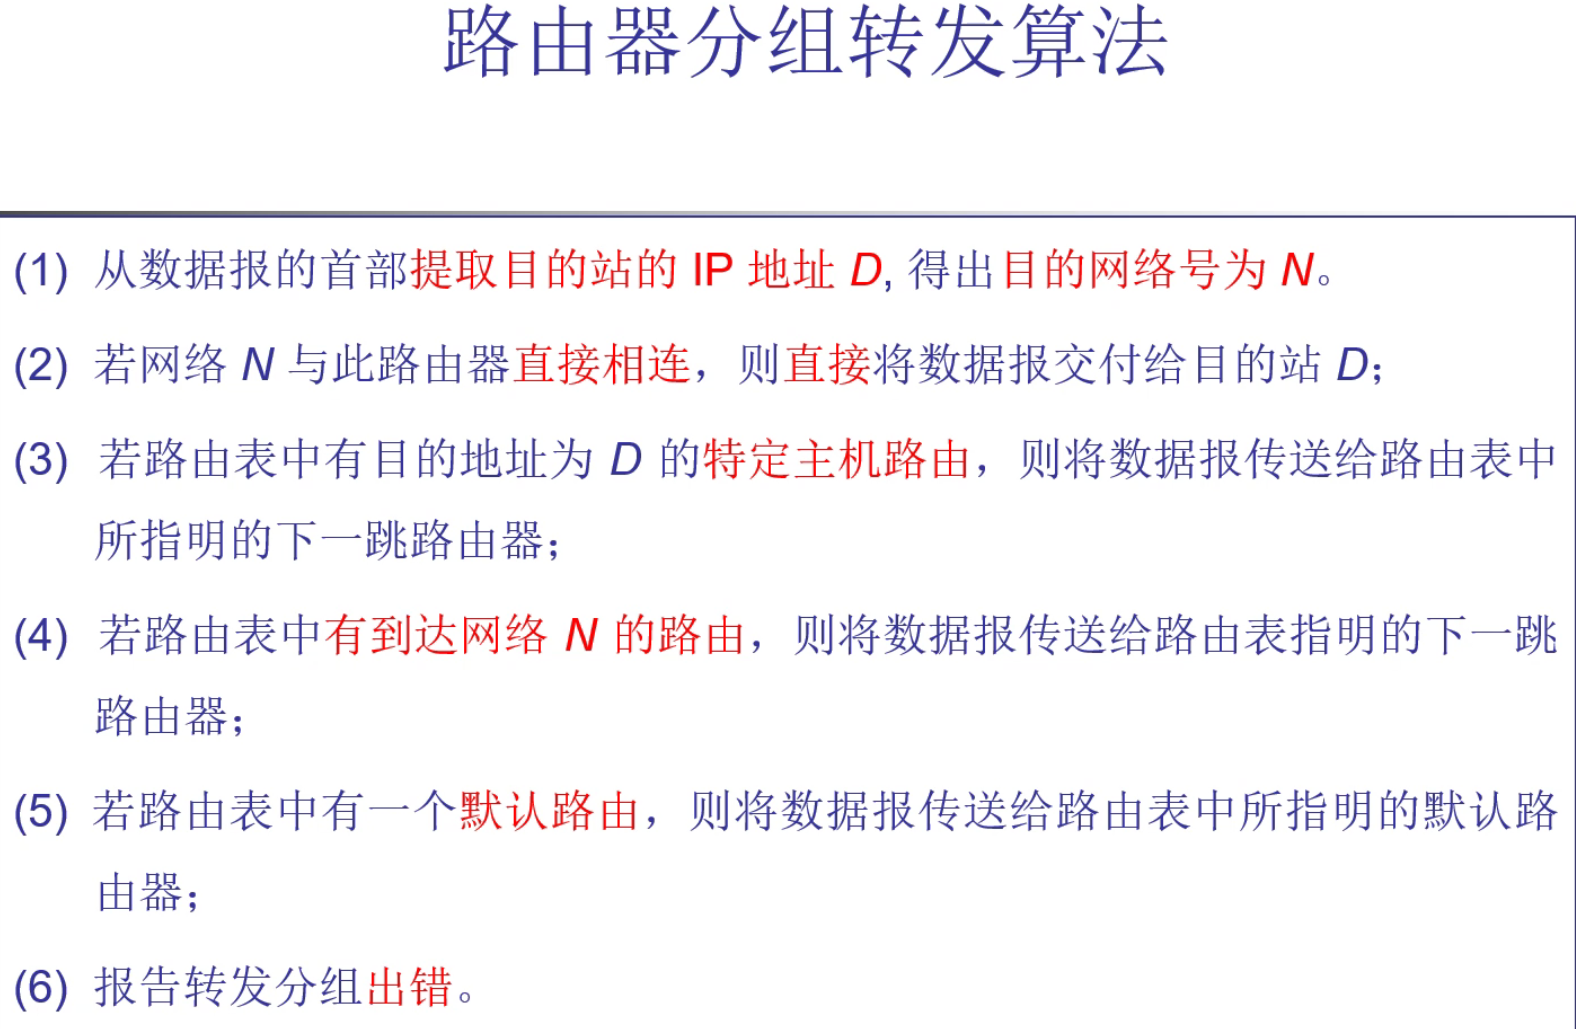 路由器分组转发算法
(1) 从数据报的首部提取目的站的 IP 地址 D, 得出目的网络号为 N。
(2) 若网络 N 与此路由器直接相连，则直接将数据报交付给目的站 D；
(3) 若路由表中有目的地址为 D 的特定主机路由，则将数据报传送给路由表中
所指明的下一跳路由器；
(4) 若路由表中有到达网络 N 的路由，则将数据报传送给路由表指明的下一跳
路由器；
(5) 若路由表中有一个默认路由，则将数据报传送给路由表中所指明的默认路
由器；
(6) 报告转发分组出错。